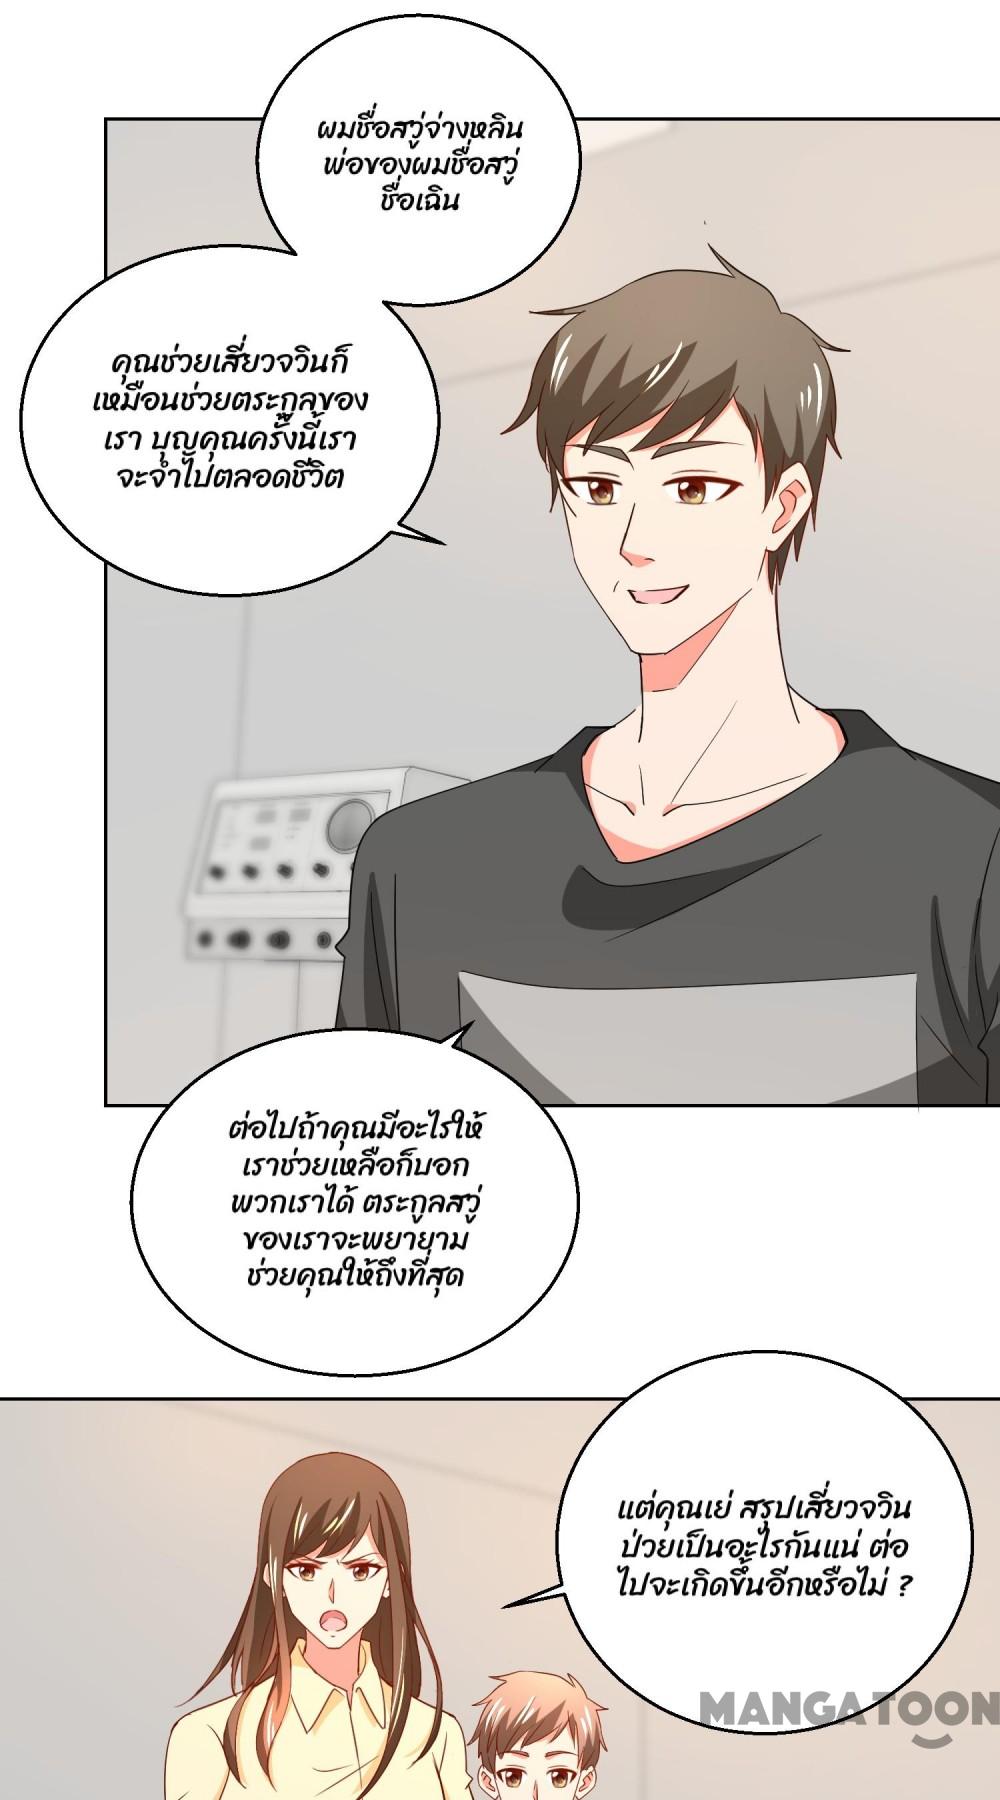 ผมชื่อสวู่จ่างหลิน
พ่อของผมชื่อสวู่
ชื่อเฉิน
คุณช่วยเสี่ยวจวินก็
เหมือนช่วยตระกูลของ
เรา บุญคุณครั้งนี้เรา
จะจำไปตลอดชีวิต
ต่อไปถ้าคุณมีอะไรให้
เราช่วยเหลือก็บอก
พวกเราได้ ตระกูลสวู่
ของเราจะพยายาม
ช่วยคุณให้ถึงที่สุด
แต่คุณเย่ สรุปเสี่ยวจวิน
ป่วยเป็นอะไรกันแน่ ต่อ
ไปจะเกิดขึ้นอีกหรือไม่ ?
MANGATOON